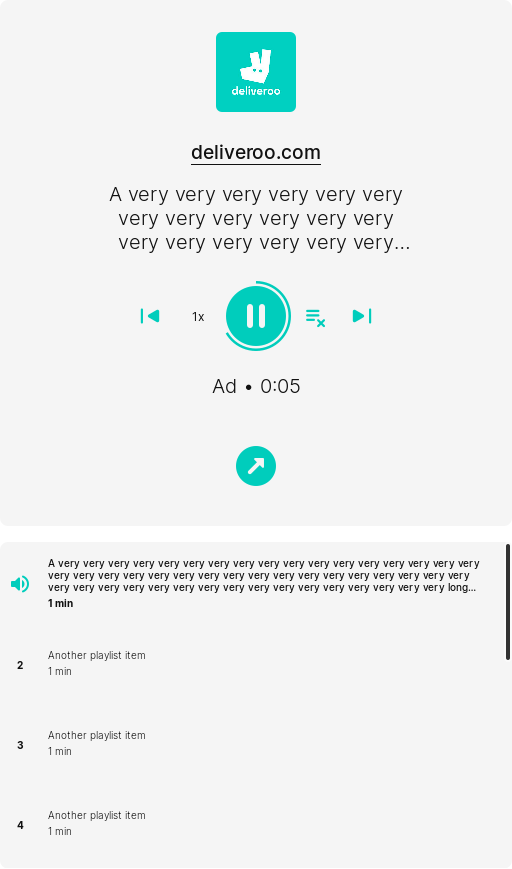 deliveroo
deliveroo.com
A very very very very very very
very very very very very very
very very very very very very...
1x
Ad • 0:05
A very very very very very very very very very very very very very very very very very
very very very very very very very very very very very very very very very very very
very very very very very very very very very very very very very very very very long...
1 min
2
Another playlist item
1 min
3
Another playlist item
1 min
4
Another playlist item
1 min